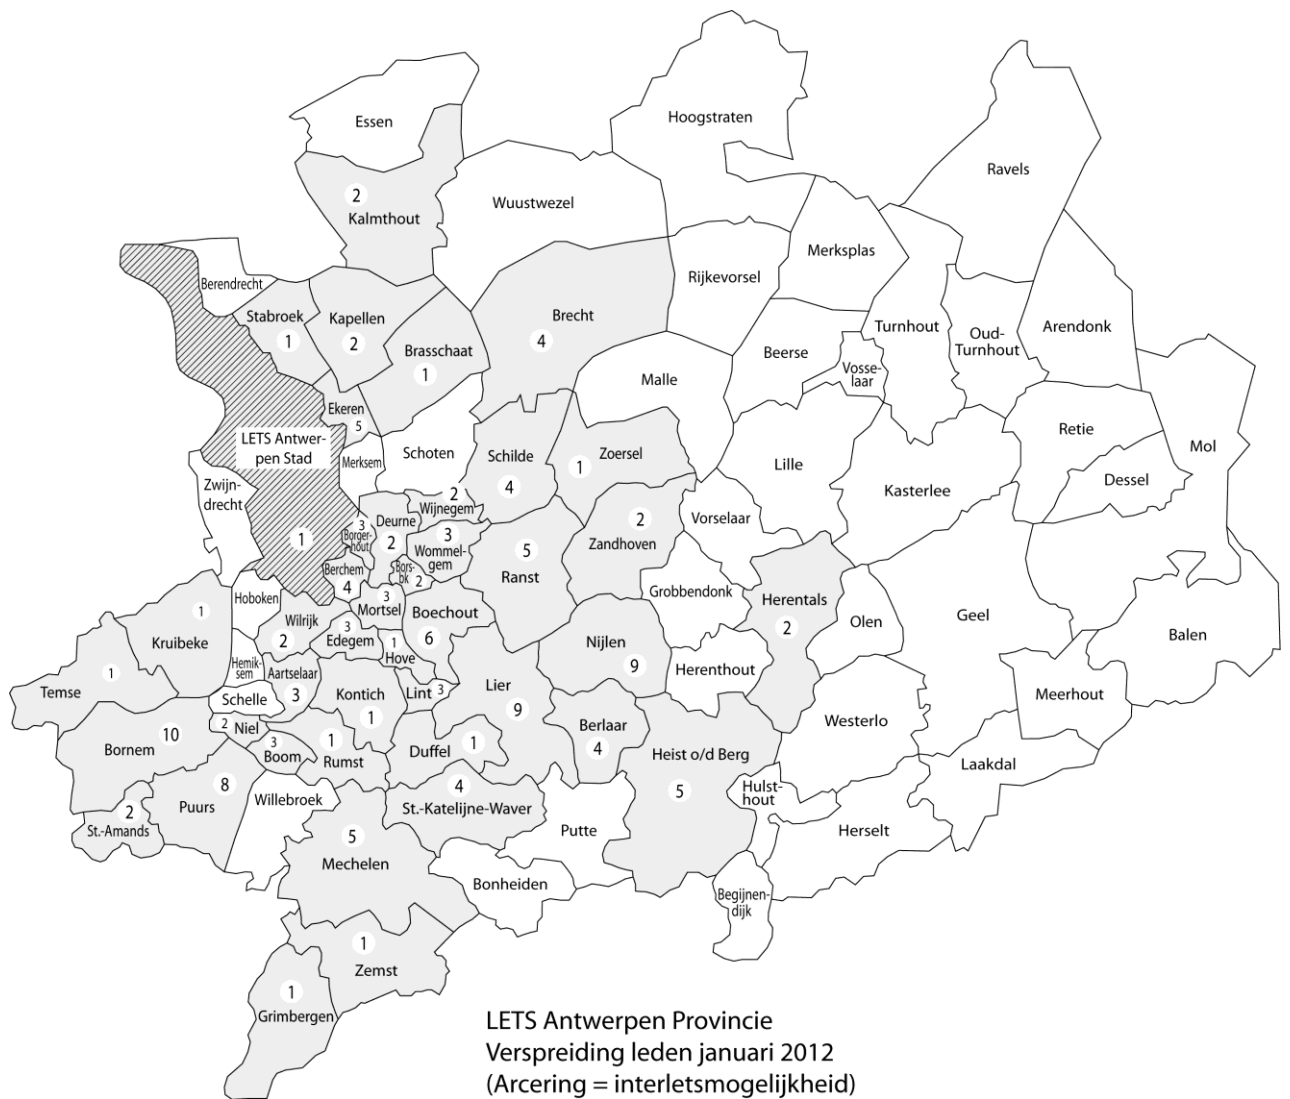 Essen
Hoogstraten
Ravels
2
Kalmthout
Wuustwezel
Merksplas
Berendrecht
Rijkevorsel
Stabroek
1
Kapellen
2
Brecht
4
Turnhout
Oud-
Turnhout
Arendonk
Brasschaat
1
Beerse
Vosse-
laar
Malle
Ekeren
5
LETS Antwer-
pen Stad
1
Merksem
Schoten
Schilde
4
1
Zoersel
Lille
Retie
Mol
Dessel
Kasterlee
Zwijn-
drecht
2
Wijnegem
3
Borger-
hout
Deurne
2
3
Wommel-
gem
5
Ranst
2
Zandhoven
Vorselaar
Berchem
4
Bors-
bk
2
Grobbendonk
Herentals
2
Olen
Geel
Balen
Hoboken
3
Mortsel
Boechout
6
1
Kruibeke
Wilrijk
2
3
Edegem
1
Hove
Nijlen
9
Herenthout
1
Temse
Hemik-
sem
Aartselaar
3
Schelle
Kontich
1
Lint
3
Lier
9
Meerhout
Westerlo
10
Bornem
2
Niel
3
Boom
1
Rumst
Duffel
1
Berlaar
4
Heist o/d Berg
5
Laakdal
8
Puurs
Willebroek
4
St.-Katelijne-Waver
Hulst-
hout
2
St.-Amands
5
Mechelen
Putte
Herselt
Bonheiden
Begijnen-
dijk
1
Zemst
1
Grimbergen
LETS Antwerpen Provincie
Verspreiding leden januari 2012
(Arcering = interletsmogelijkheid)